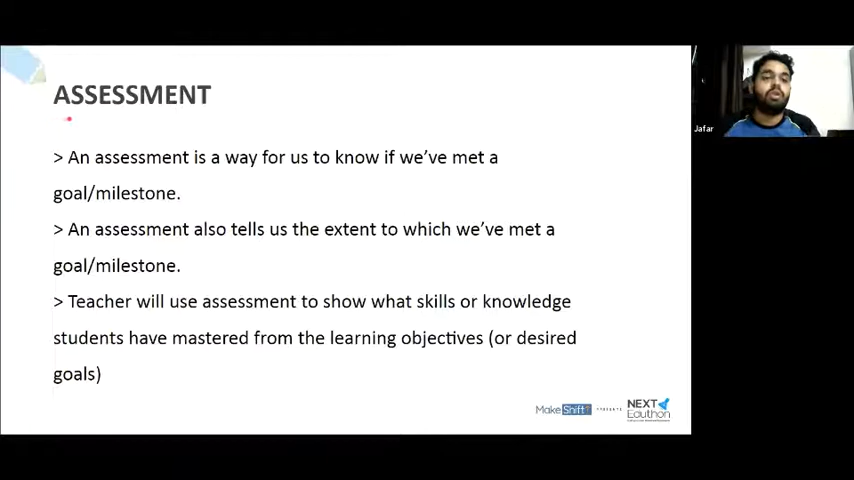 ASSESSMENT
> An assessment is a way for us to know if we’ve met a
goal/milestone.
> An assessment also tells us the extent to which we’ve met a
goal/milestone.
> Teacher will use assessment to show what skills or knowledge
students have mastered from the learning objectives (or desired
goals)
MakeShift PRESENTS NEXT
Eduthon
Jafar